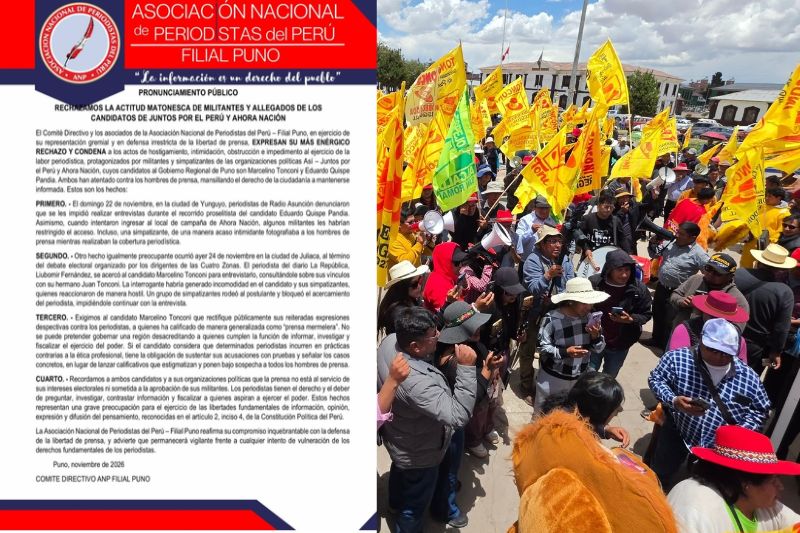 ASOCIACIÓN NACIONAL
de PERIODISTAS del PERÚ
FILIAL PUNO
ASOCIACIÓN NACIONAL DE PERIODISTAS DEL PERÚ
ANP
"La información es un derecho del pueblo"
PRONUNCIAMIENTO PÚBLICO
RECHAZAMOS LA ACTITUD MATONESCA DE MILITANTES Y ALLEGADOS DE LOS
CANDIDATOS DE JUNTOS POR EL PERÚ Y AHORA NACIÓN
El Comité Directivo y los asociados de la Asociación Nacional de Periodistas del Perú – Filial Puno, en ejercicio de
su representación gremial y en defensa irrestricta de la libertad de prensa, EXPRESAN SU MÁS ENÉRGICO
RECHAZO Y CONDENA a los actos de hostigamiento, intimidación, obstrucción e impedimento al ejercicio de la
labor periodística, protagonizados por militantes y simpatizantes de las organizaciones políticas Así – Juntos por
el Perú y Ahora Nación, cuyos candidatos al Gobierno Regional de Puno son Marcelino Tonconi y Eduardo Quispe
Pandia. Ambos han atentado contra los hombres de prensa, mansillando el derecho de la ciudadanía a mantenerse
informada. Estos son los hechos:
PRIMERO. - El domingo 22 de noviembre, en la ciudad de Yunguyo, periodistas de Radio Asunción denunciaron
que se les impidió realizar entrevistas durante el recorrido proselitista del candidato Eduardo Quispe Pandia.
Asimismo, cuando intentaron ingresar al local de campaña de Ahora Nación, algunos militantes les habrían
restringido el acceso. Incluso, una simpatizante, de una manera acaso intimidante fotografiaba a los hombres de
prensa mientras realizaban la cobertura periodística.
SEGUNDO. - Otro hecho igualmente preocupante ocurrió ayer 24 de noviembre en la ciudad de Juliaca, al término
del debate electoral organizado por los dirigentes de las Cuatro Zonas. El periodista del diario La República,
Liubomir Fernández, se acercó al candidato Marcelino Tonconi para entrevistarlo, consultándole sobre sus vínculos
con su hermano Juan Tonconi. La interrogante habría generado incomodidad en el candidato y sus simpatizantes,
quienes reaccionaron de manera hostil. Un grupo de simpatizantes rodeó al postulante y bloqueó el acercamiento
del periodista, impidiéndole continuar con la entrevista.
TERCERO. - Exigimos al candidato Marcelino Tonconi que rectifique públicamente sus reiteradas expresiones
despectivas contra los periodistas, a quienes ha calificado de manera generalizada como "prensa mermelera". No
se puede pretender gobernar una región desacreditando a quienes cumplen la función de informar, investigar y
fiscalizar el ejercicio del poder. Si el candidato considera que determinados periodistas incurren en prácticas
contrarias a la ética profesional, tiene la obligación de sustentar sus acusaciones con pruebas y señalar los casos
concretos, en lugar de lanzar calificativos que estigmatizan y ponen bajo sospecha a todos los hombres de prensa.
CUARTO. - Recordamos a ambos candidatos y a sus organizaciones políticas que la prensa no está al servicio de
sus intereses electorales ni sometida a la aprobación de sus militantes. Los periodistas tienen el derecho y el deber
de preguntar, investigar, contrastar información y fiscalizar a quienes aspiran a ejercer el poder. Estos hechos
representan una grave preocupación para el ejercicio de las libertades fundamentales de información, opinión,
expresión y difusión del pensamiento, reconocidas en el artículo 2, inciso 4, de la Constitución Política del Perú.
La Asociación Nacional de Periodistas del Perú – Filial Puno reafirma su compromiso inquebrantable con la defensa
de la libertad de prensa, y advierte que permanecerá vigilante frente a cualquier intento de vulneración de los
derechos fundamentales de los periodistas.
Puno, noviembre de 2026
COMITE DIRECTIVO ANP FILIAL PUNO